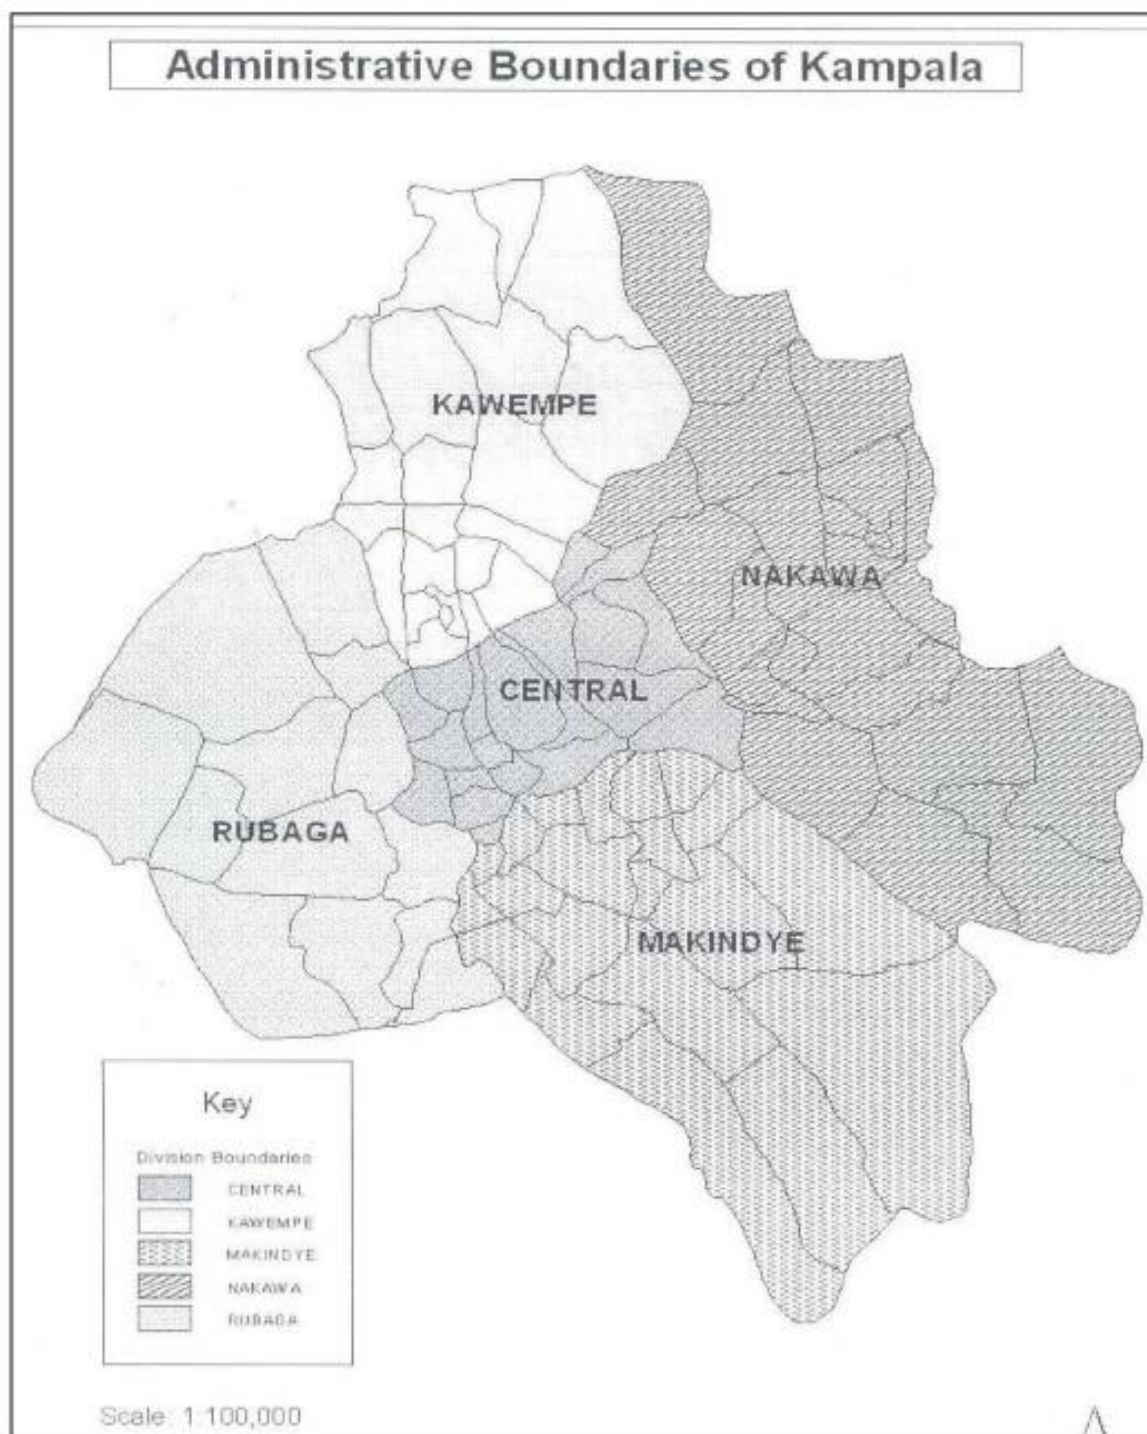 Administrative Boundaries of Kampala
KAWEMPE
NAKAWA
CENTRAL
RUBAGA
MAKINDYE
Key
Division Boundaries
CENTRAL
KAWEMPE
MAKINDYE
NAKAWA
RUBAGA
Scale: 1:100,000